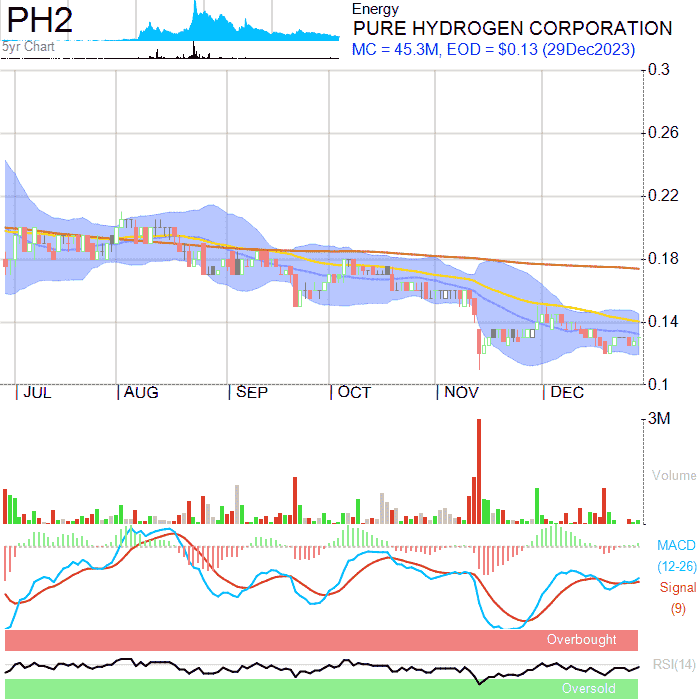 PH2
5yr Chart
Energy
PURE HYDROGEN CORPORATION
MC = 45.3M, EOD = $0.13 (29Dec2023)
0.3
0.26
0.22
0.18
0.14
0.1
JUL AUG SEP OCT NOV DEC
3M
Volume
MACD
(12-26)
Signal
(9)
Overbought
RSI(14)
Oversold